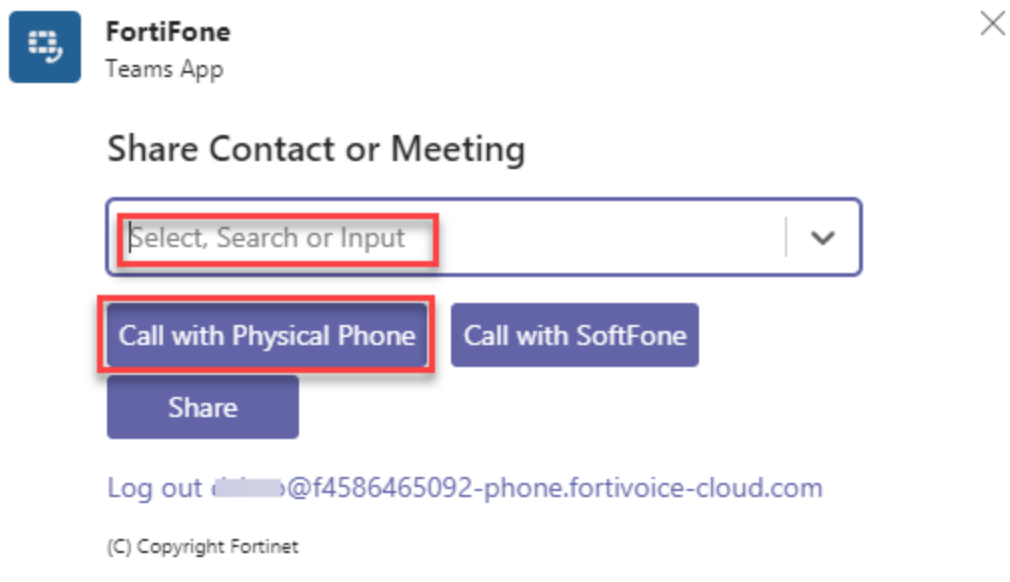 FortiFone
Teams App
Share Contact or Meeting
Select, Search or Input
Call with Physical Phone
Call with SoftFone
Share
Log out @f4586465092-phone.fortivoice-cloud.com
(C) Copyright Fortinet